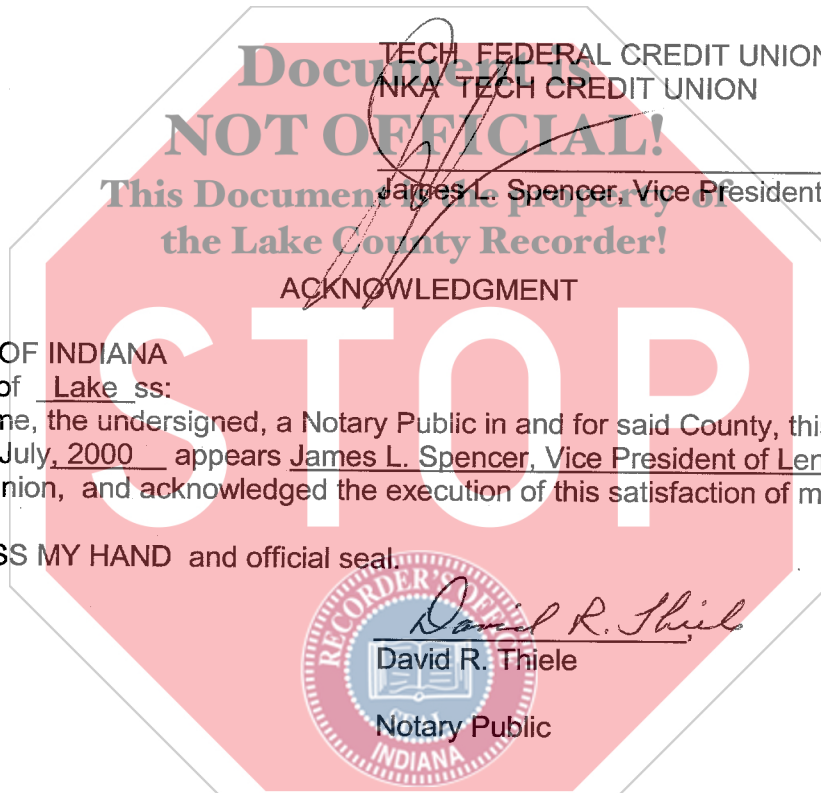 TECH FEDERAL CREDIT UNION
NKA TECH CREDIT UNION
Document is
NOT OFFICIAL!
This Document is the property of
the Lake County Recorder!
James L. Spencer, Vice President
ACKNOWLEDGMENT
STOP
OF INDIANA
of Lake ss:
me, the undersigned, a Notary Public in and for said County, this
July, 2000 appears James L. Spencer, Vice President of Len
nion, and acknowledged the execution of this satisfaction of m
SS MY HAND and official seal.
David R. Thiele
David R. Thiele
Notary Public
RECORDER'S OFFICE
SEAL
INDIANA